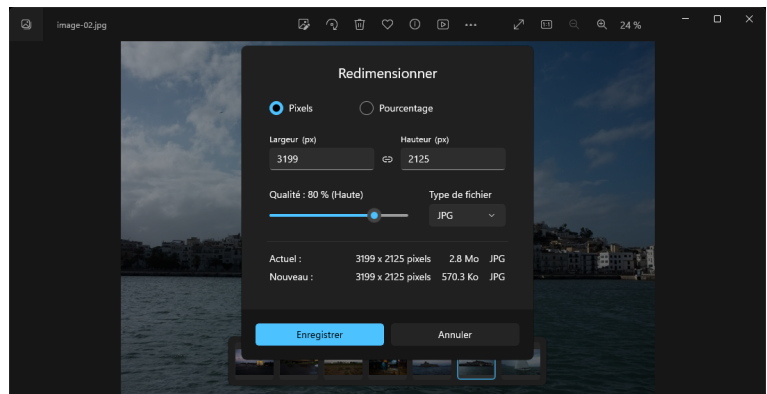 image-02.jpg 24 %
Redimensionner
Pixels Pourcentage
Largeur (px) Hauteur (px)
3199 2125
Qualité : 80 % (Haute) Type de fichier
JPG
Actuel : 3199 x 2125 pixels 2.8 Mo JPG
Nouveau : 3199 x 2125 pixels 570.3 Ko JPG
Enregistrer Annuler